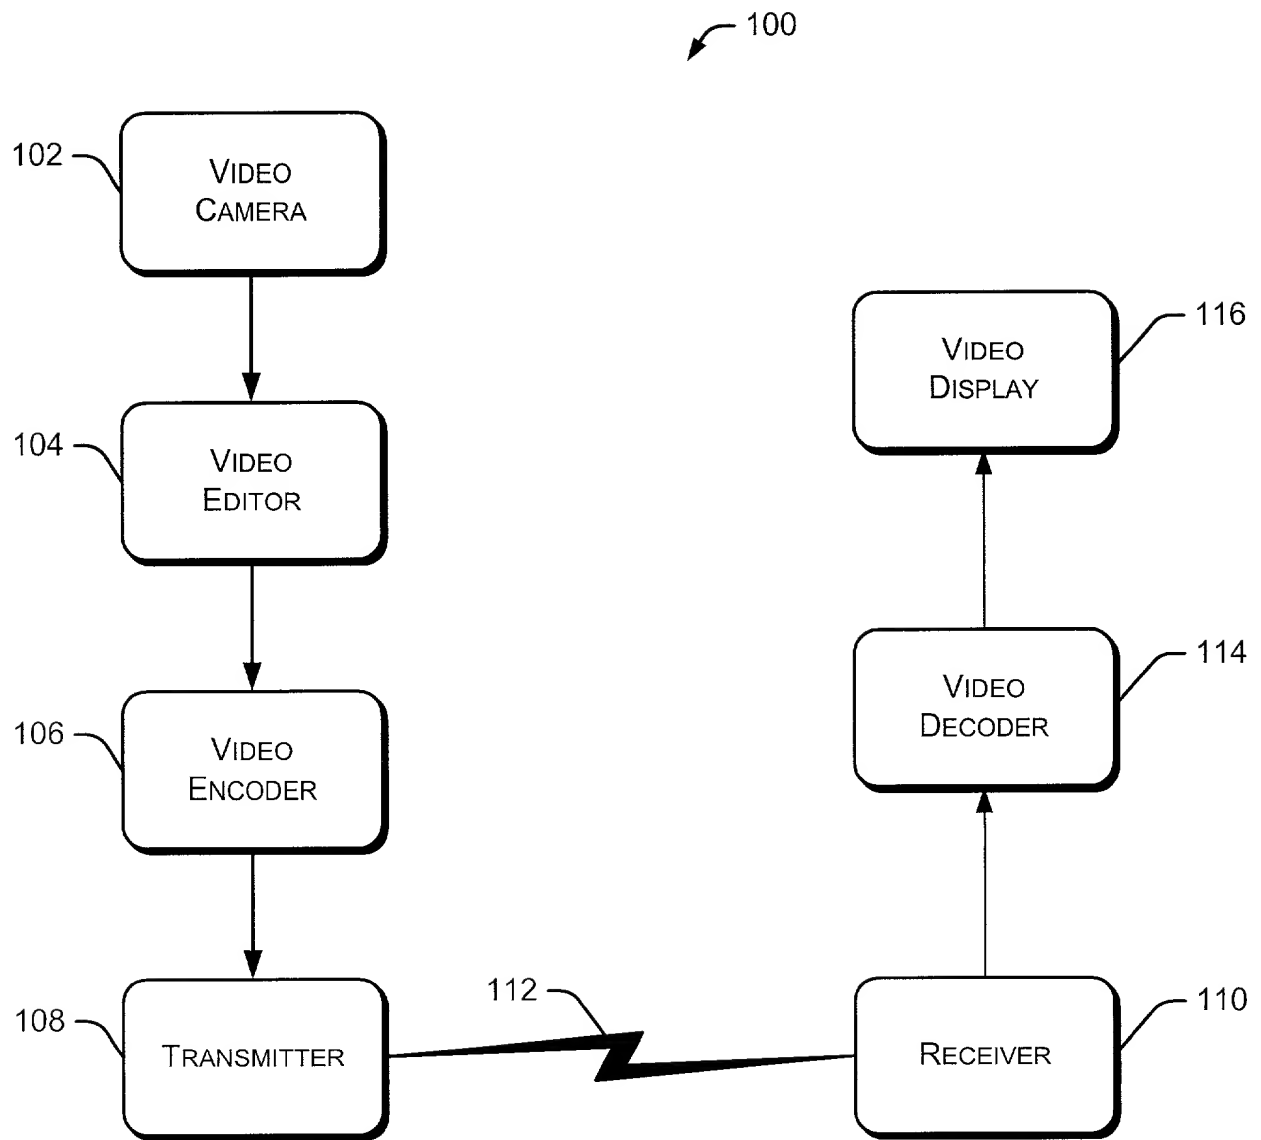 100
102
VIDEO
CAMERA
104
VIDEO
EDITOR
106
VIDEO
ENCODER
108
TRANSMITTER
112
116
VIDEO
DISPLAY
114
VIDEO
DECODER
110
RECEIVER